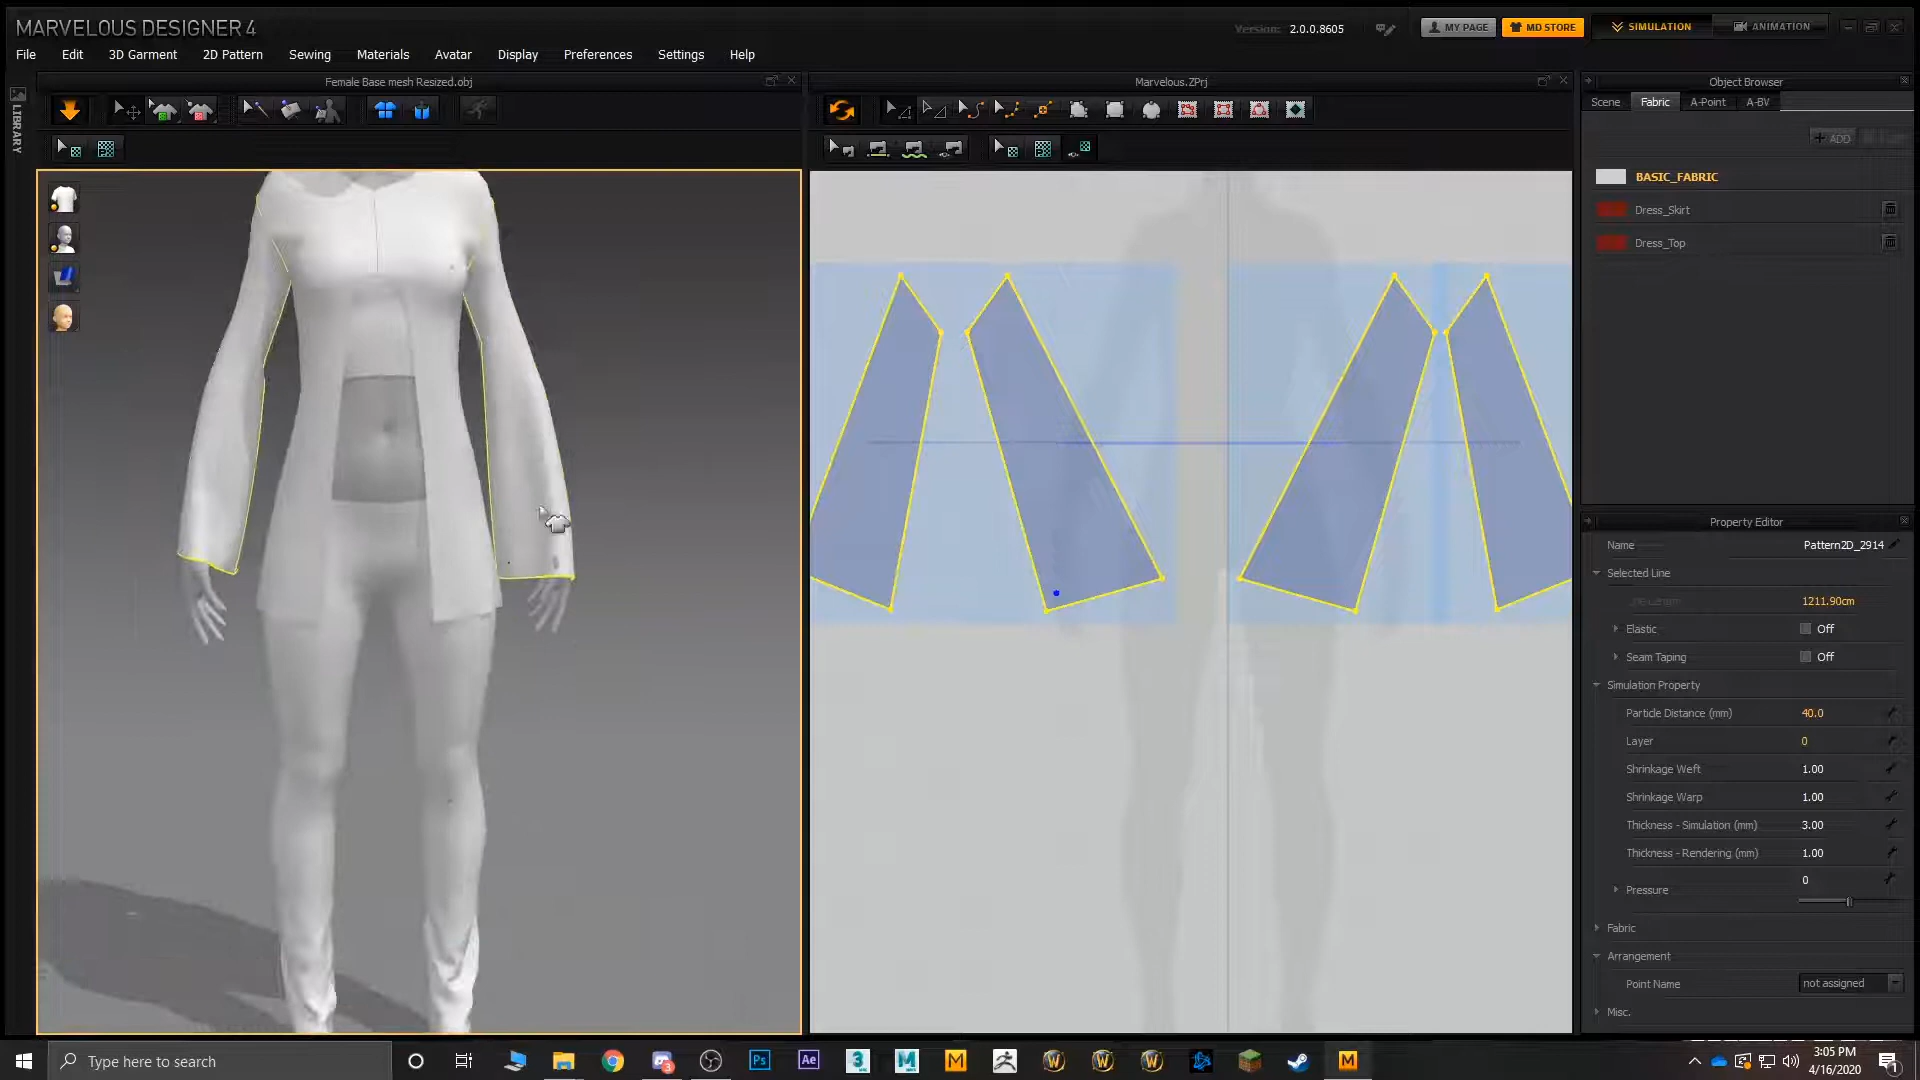 MARVELOUS DESIGNER 4
Version: 2.0.0.8605
MY PAGE
MD STORE
SIMULATION
ANIMATION
File
Edit
3D Garment
2D Pattern
Sewing
Materials
Avatar
Display
Preferences
Settings
Help
LIBRARY
Female Base mesh Resized.obj
Marvelous.ZPrj
Object Browser
Scene
Fabric
A-Point
A-BV
+ ADD
BASIC_FABRIC
Dress_Skirt
Dress_Top
Property Editor
Name
Pattern2D_2914
Selected Line
1211.90cm
Elastic
Off
Seam Taping
Off
Simulation Property
Particle Distance (mm)
40.0
Layer
0
Shrinkage Weft
1.00
Shrinkage Warp
1.00
Thickness - Simulation (mm)
3.00
Thickness - Rendering (mm)
1.00
Pressure
0
Fabric
Arrangement
Point Name
not assigned
Misc.
Type here to search
Ps
Ae
3
M
M
M
3:05 PM
4/16/2020
1